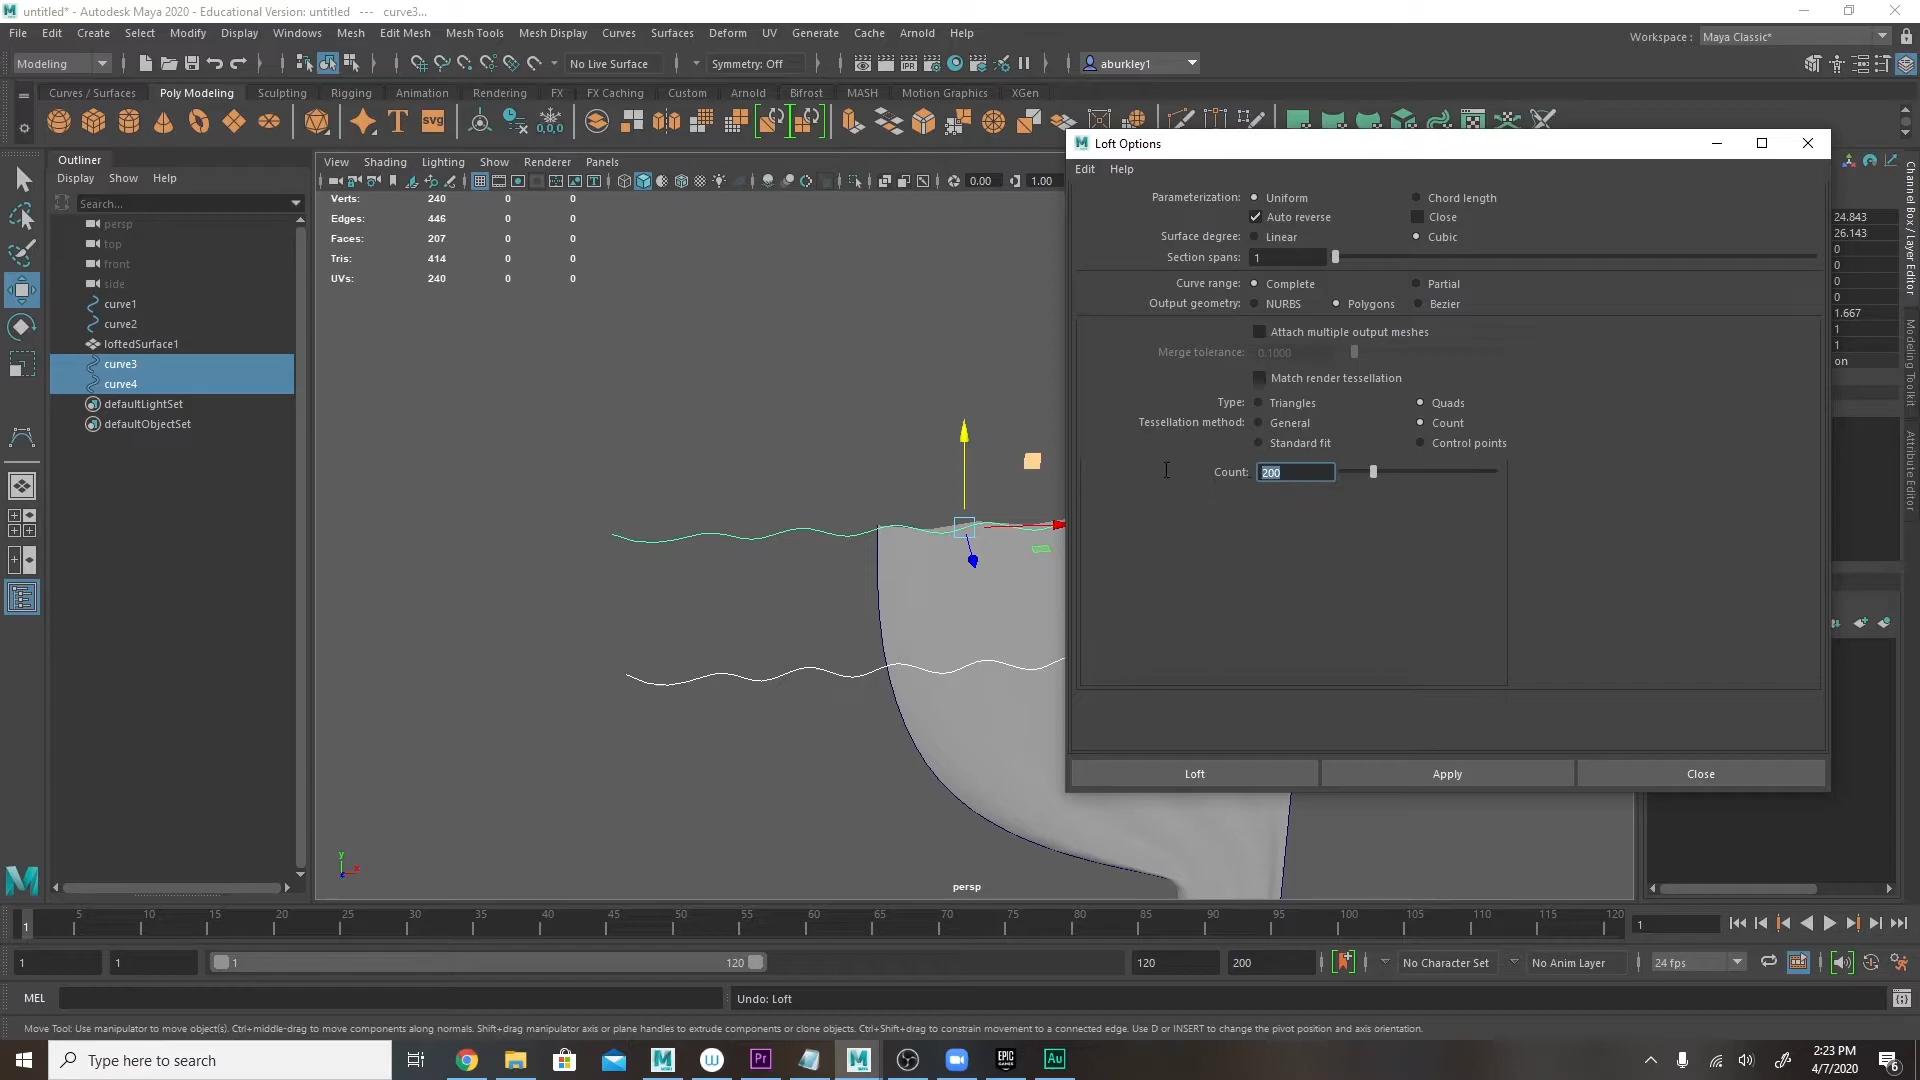 untitled* - Autodesk Maya 2020 - Educational Version: untitled --- curve3...
File Edit Create Select Modify Display Windows Mesh Edit Mesh Mesh Tools Mesh Display Curves Surfaces Deform UV Generate Cache Arnold Help
Workspace : Maya Classic*
Modeling No Live Surface Symmetry: Off aburkley1
Curves / Surfaces Poly Modeling Sculpting Rigging Animation Rendering FX FX Caching Custom Arnold Bifrost MASH Motion Graphics XGen
Outliner
Display Show Help
Search...
persp
top
front
side
curve1
curve2
loftedSurface1
curve3
curve4
defaultLightSet
defaultObjectSet
View Shading Lighting Show Renderer Panels
0.00 1.00
Verts: 240 0 0
Edges: 446 0 0
Faces: 207 0 0
Tris: 414 0 0
UVs: 240 0 0
persp
Loft Options
Edit Help
Parameterization: Uniform Chord length
Auto reverse Close
Surface degree: Linear Cubic
Section spans: 1
Curve range: Complete Partial
Output geometry: NURBS Polygons Bezier
Attach multiple output meshes
Merge tolerance: 0.1000
Match render tessellation
Type: Triangles Quads
Tessellation method: General Count
Standard fit Control points
Count: 200
Loft Apply Close
24.843
26.143
0
0
0
0
1.667
1
1
on
Channel Box / Layer Editor
Modeling Toolkit
Attribute Editor
5 10 15 20 25 30 35 40 45 50 55 60 65 70 75 80 85 90 95 100 105 110 115 120
1 1
1 1 1 120 120 200 No Character Set No Anim Layer 24 fps
MEL Undo: Loft
Move Tool: Use manipulator to move object(s). Ctrl+middle-drag to move components along normals. Shift+drag manipulator axis or plane handles to extrude components or clone objects. Ctrl+Shift+drag to constrain movement to a connected edge. Use D or INSERT to change the pivot position and axis orientation.
Type here to search
2:23 PM
4/7/2020